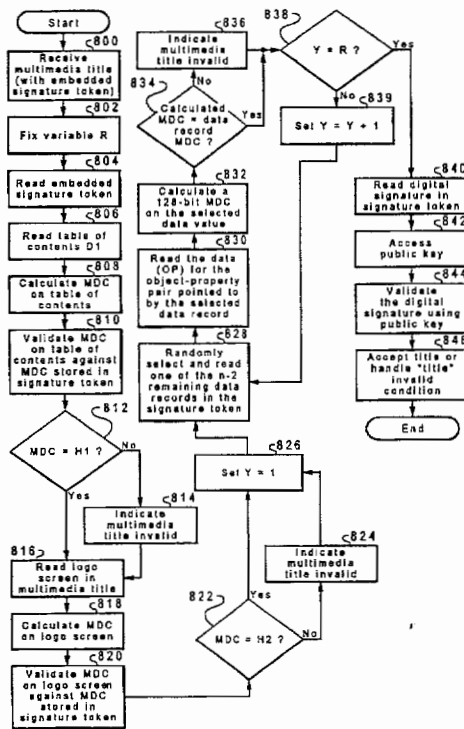 Start
800
Receive
multimedia title
(with embedded
signature token)
802
Fix variable R
804
Read embedded
signature token
806
Read table of
contents D1
808
Calculate MDC
on table of
contents
810
Validate MDC
on table of
contents against
MDC stored in
signature token
812
MDC = H1 ?
No
Yes
814
Indicate
multimedia
title invalid
816
Read logo
screen in
multimedia title
818
Calculate MDC
on logo screen
820
Validate MDC
on logo screen
against MDC
stored in
signature token
822
MDC = H2 ?
Yes
No
824
Indicate
multimedia
title invalid
826
Set Y = 1
828
Randomly
select and read
one of the n-2
remaining data
records in the
signature token
830
Read the data
(OP) for the
object-property
pair pointed to
by the selected
data record
832
Calculate a
128-bit MDC
on the selected
data value
834
Calculated
MDC = data
record
MDC ?
No
Yes
836
Indicate
multimedia
title invalid
838
Y = R ?
Yes
No
839
Set Y = Y + 1
840
Read digital
signature in
signature token
842
Access
public key
844
Validate
the digital
signature using
public key
846
Accept title or
handle "title"
invalid
condition
End